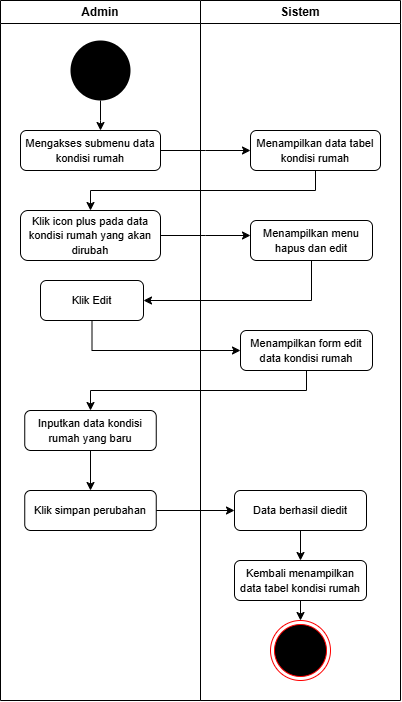 Admin
Sistem
Mengakses submenu data
kondisi rumah
Menampilkan data tabel
kondisi rumah
Klik icon plus pada data
kondisi rumah yang akan
dirubah
Menampilkan menu
hapus dan edit
Klik Edit
Menampilkan form edit
data kondisi rumah
Inputkan data kondisi
rumah yang baru
Klik simpan perubahan
Data berhasil diedit
Kembali menampilkan
data tabel kondisi rumah